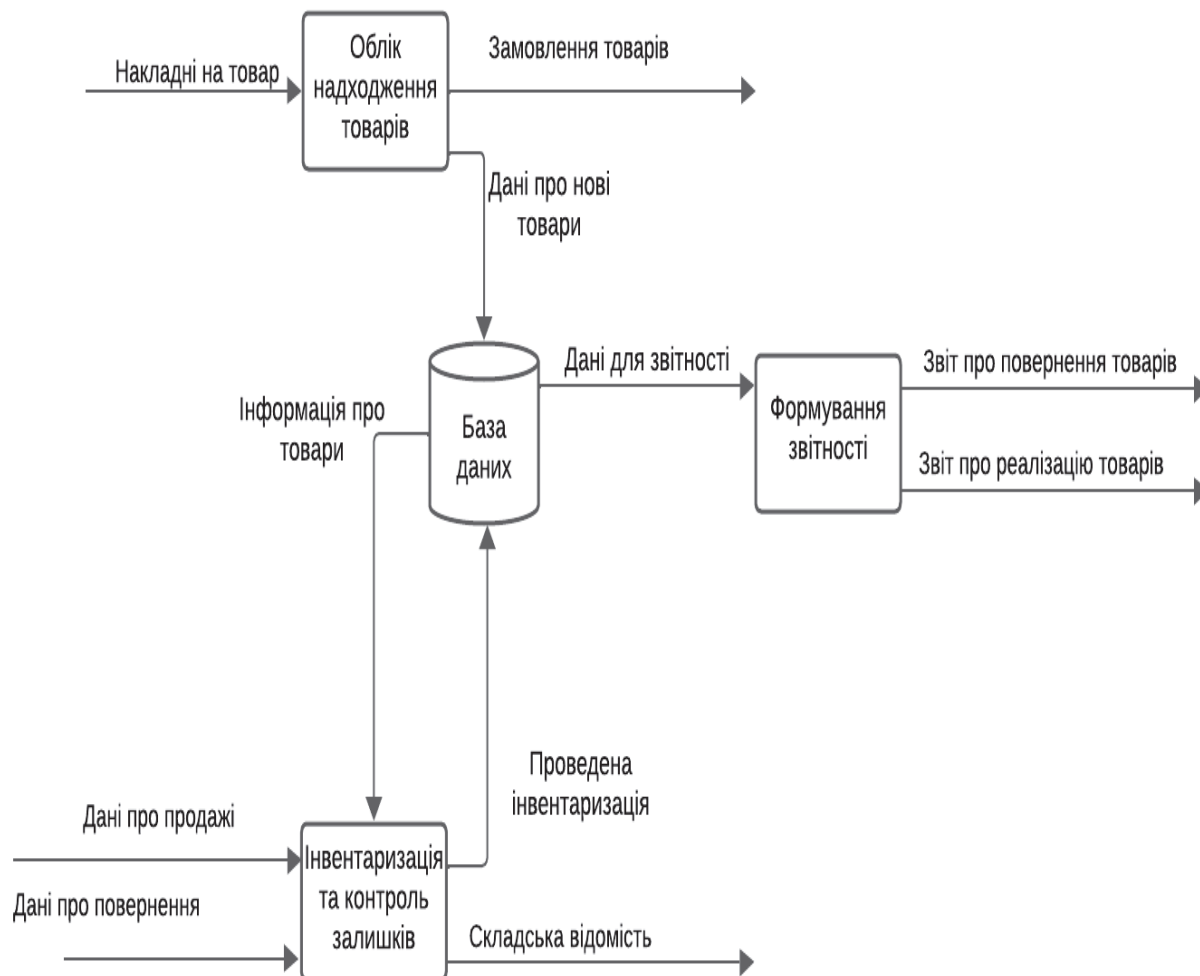 Облік
надходження
товарів
Накладні на товар
Замовлення товарів
Дані про нові
товари
База
даних
Дані для звітності
Формування
звітності
Звіт про повернення товарів
Звіт про реалізацію товарів
Інформація про
товари
Проведена
інвентаризація
Дані про продажі
Інвентаризація
та контроль
залишків
Дані про повернення
Складська відомість